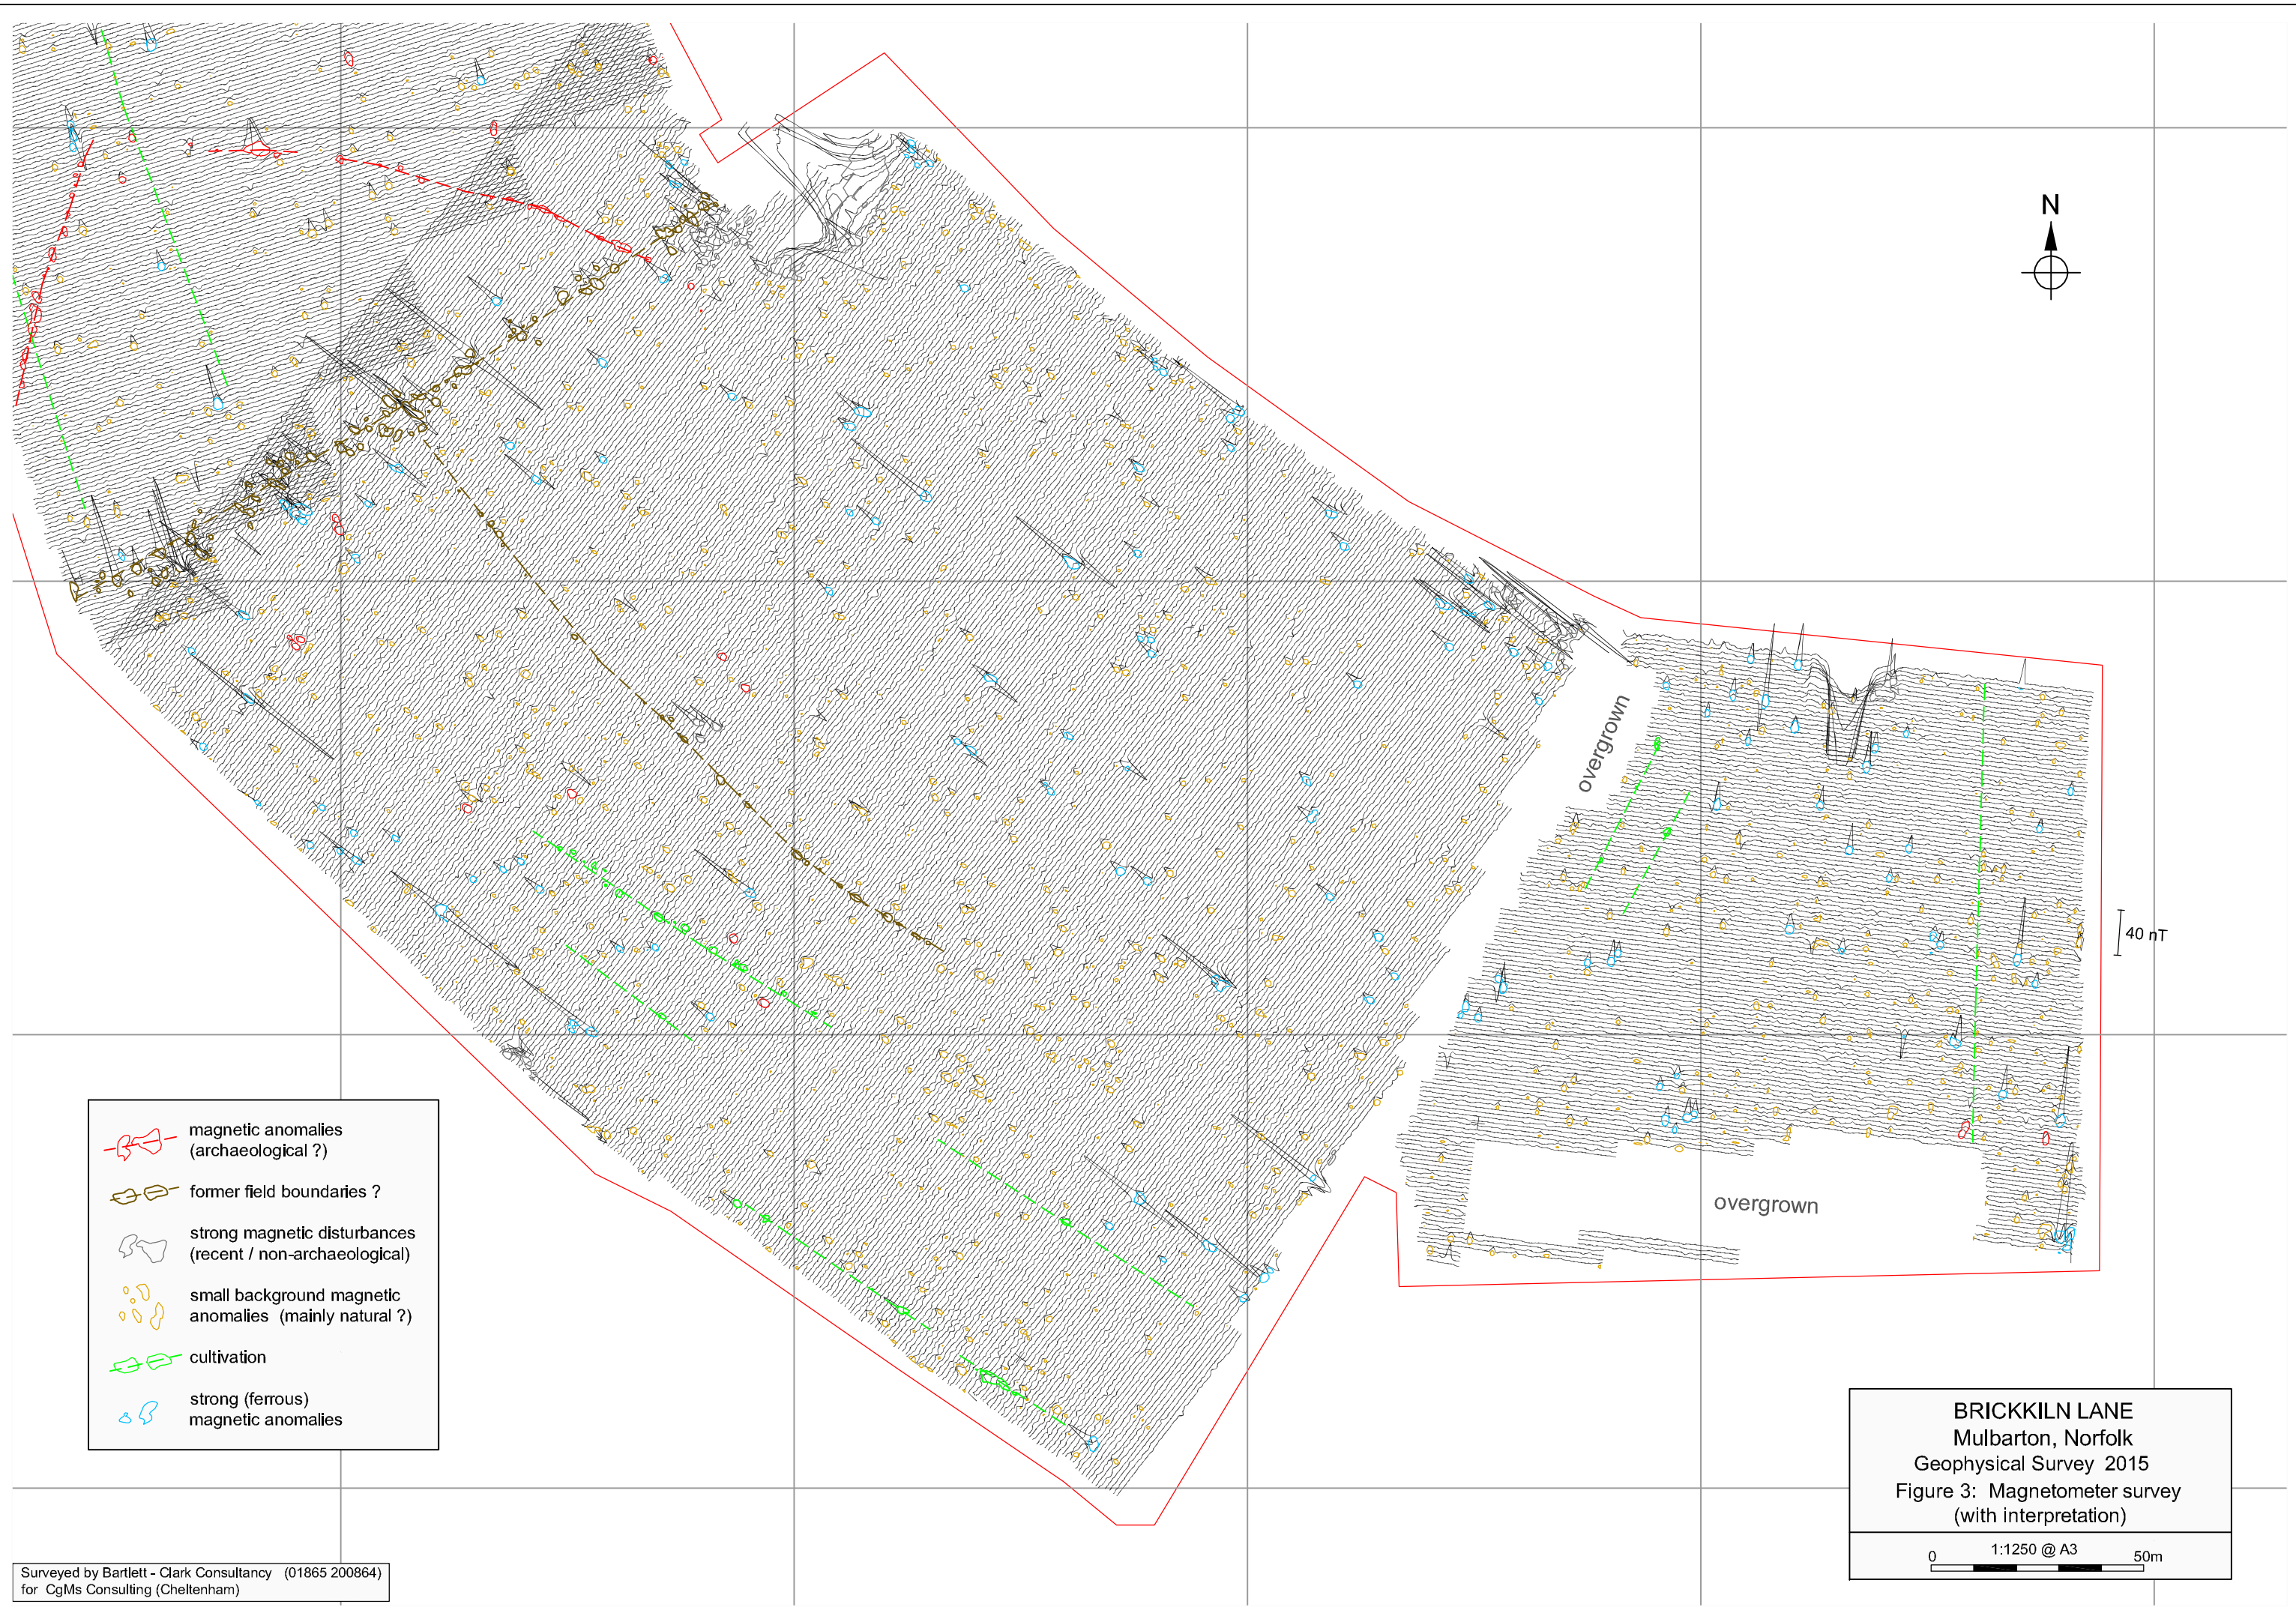 N
overgrown
40 nT
overgrown
magnetic anomalies
(archaeological ?)
former field boundaries ?
strong magnetic disturbances
(recent / non-archaeological)
small background magnetic
anomalies (mainly natural ?)
cultivation
strong (ferrous)
magnetic anomalies
BRICKKILN LANE
Mulbarton, Norfolk
Geophysical Survey 2015
Figure 3: Magnetometer survey
(with interpretation)
1:1250 @ A3
0 50m
Surveyed by Bartlett - Clark Consultancy (01865 200864)
for CgMs Consulting (Cheltenham)